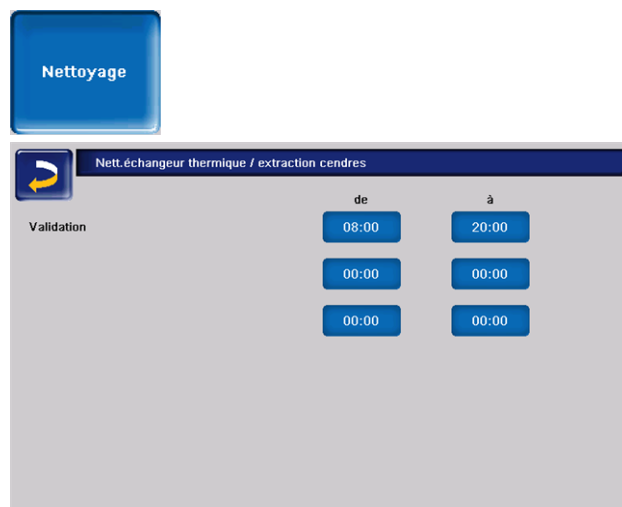 Nettoyage
Nett.échangeur thermique / extraction cendres
de à
Validation 08:00 20:00
00:00 00:00
00:00 00:00